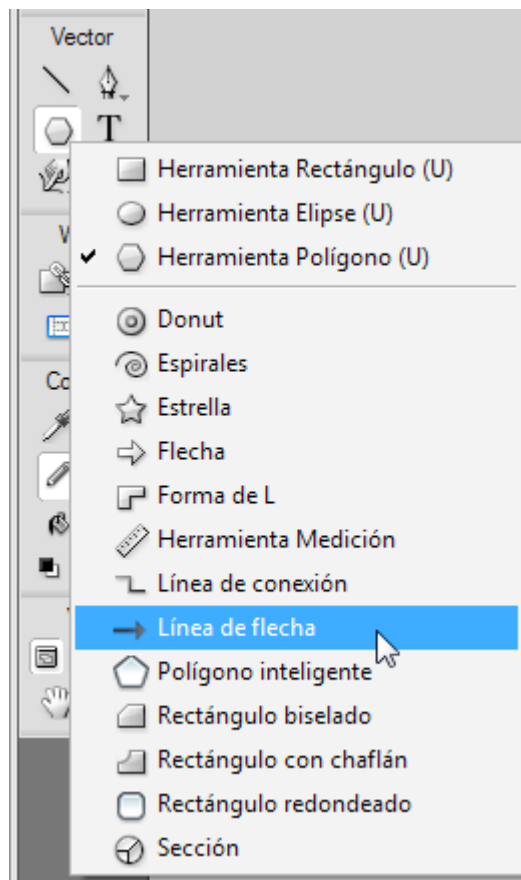 Vector
T
Herramienta Rectángulo (U)
Herramienta Elipse (U)
Herramienta Polígono (U)
Donut
Espirales
Estrella
Flecha
Forma de L
Herramienta Medición
Línea de conexión
Línea de flecha
Polígono inteligente
Rectángulo biselado
Rectángulo con chaflán
Rectángulo redondeado
Sección